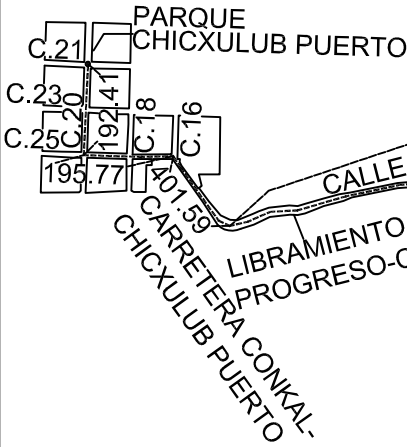 PARQUE
CHICXULUB PUERTO
C.21
C.23
C.25
C.20
192.41
C.18
C.16
195.77
401.59
CALLE
LIBRAMIENTO
PROGRESO-C
CARRETERA CONKAL-
CHICXULUB PUERTO